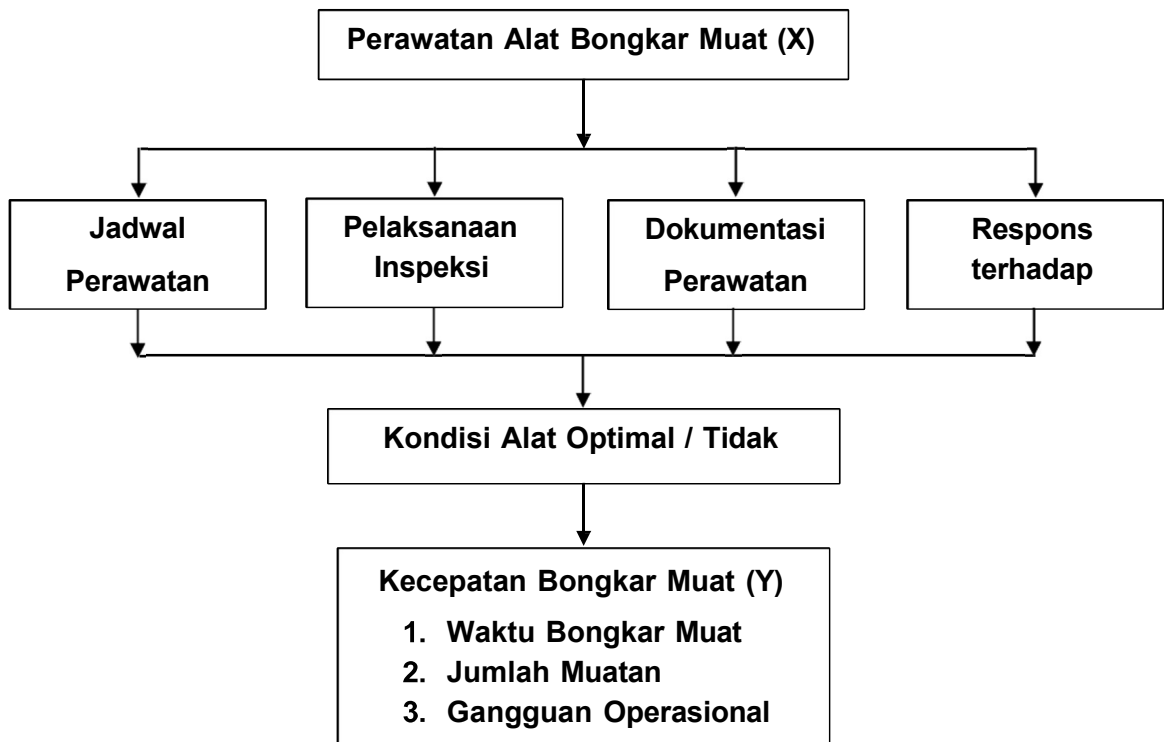 Perawatan Alat Bongkar Muat (X)
Jadwal
Perawatan
Pelaksanaan
Inspeksi
Dokumentasi
Perawatan
Respons
terhadap
Kondisi Alat Optimal / Tidak
Kecepatan Bongkar Muat (Y)
1. Waktu Bongkar Muat
2. Jumlah Muatan
3. Gangguan Operasional